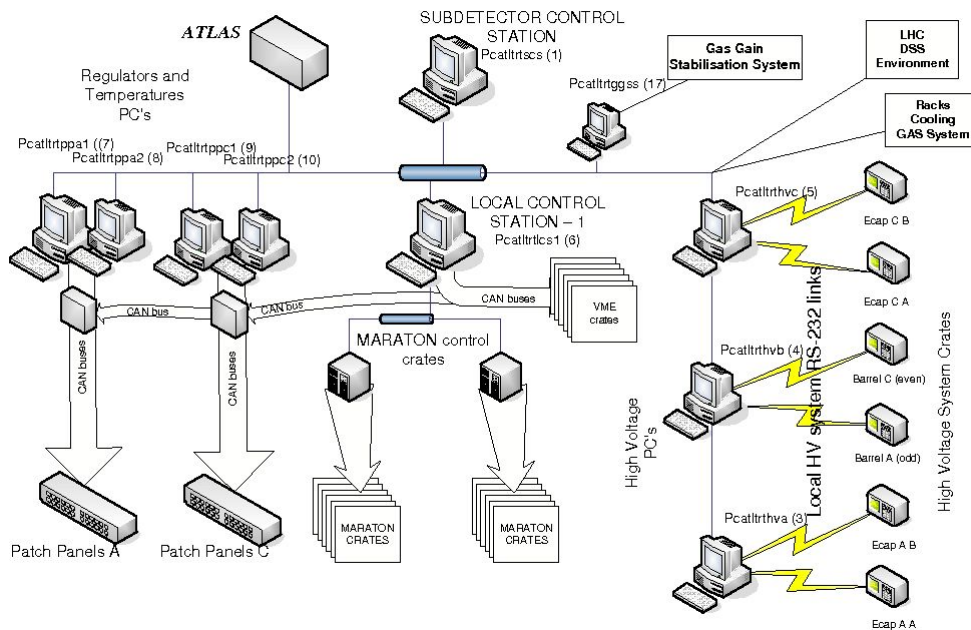 ATLAS
SUBDETECTOR CONTROL
STATION
Pcatltrtscs (1)
Regulators and
Temperatures
PC's
Pcatltrtggss (17)
Gas Gain
Stabilisation System
LHC
DSS
Environment
Racks
Cooling
GAS System
Pcatltrtppa1 ((7)
Pcatltrtppa2 (8)
Pcatltrtppc1 (9)
Pcatltrtppc2 (10)
LOCAL CONTROL
STATION – 1
Pcatltrtlcs1 (6)
Pcatltrthvc (5)
Ecap C B
Ecap C A
CAN bus
CAN bus
CAN buses
VME
crates
CAN buses
CAN buses
MARATON control
crates
Pcatltrthvb (4)
Barrel C (even)
Barrel A (odd)
High Voltage
PC's
Local HV system RS-232 links
High Voltage System Crates
Patch Panels A
Patch Panels C
MARATON
CRATES
MARATON
CRATES
Pcatltrthva (3)
Ecap A B
Ecap A A